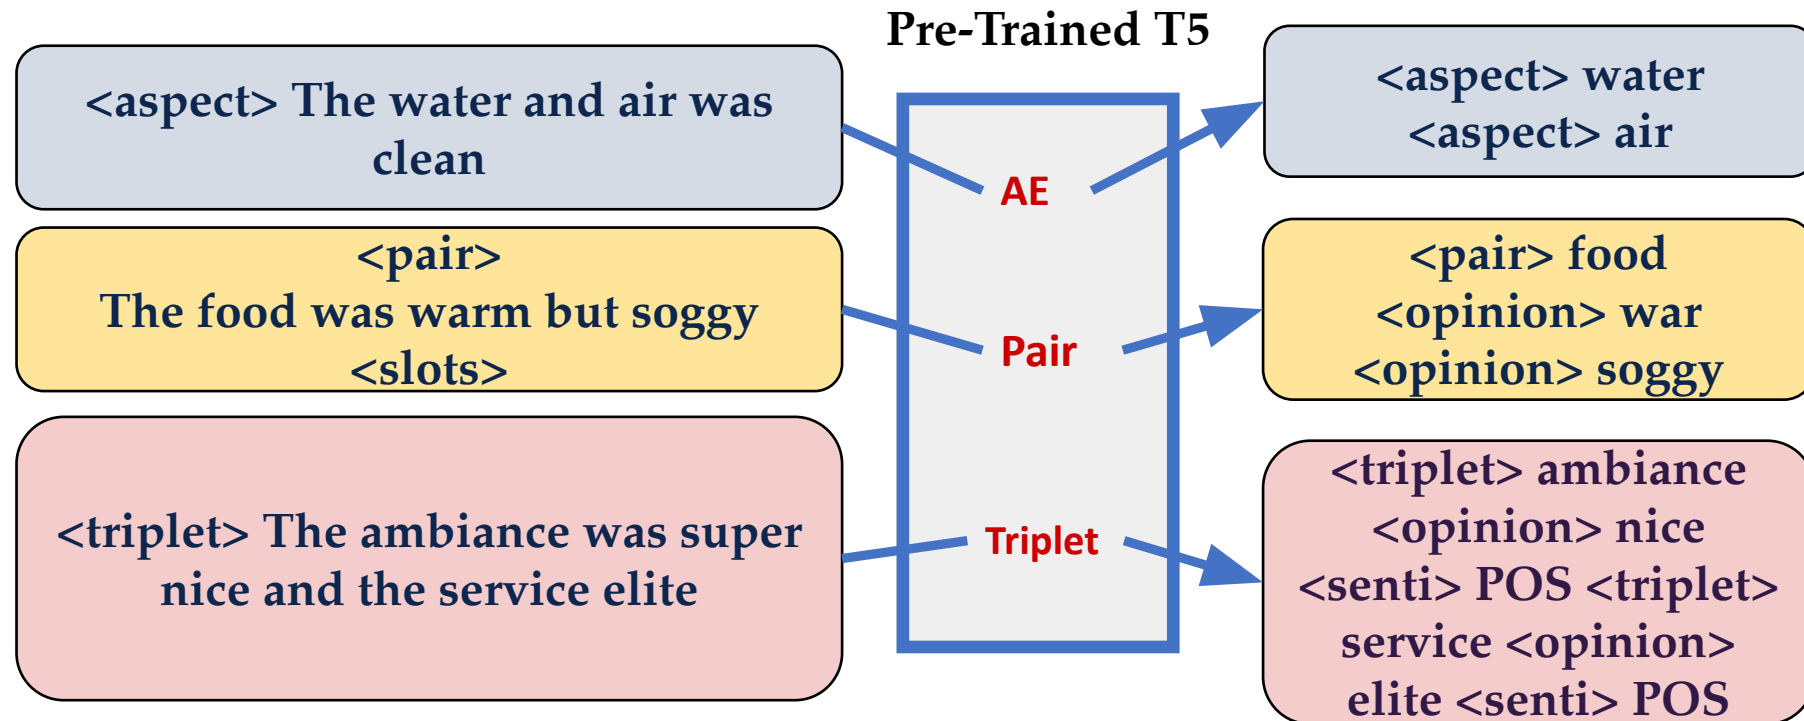 Pre-Trained T5
<aspect> The water and air was
clean
AE
<aspect> water
<aspect> air
<pair>
The food was warm but soggy
<slots>
Pair
<pair> food
<opinion> war
<opinion> soggy
<triplet> The ambiance was super
nice and the service elite
Triplet
<triplet> ambiance
<opinion> nice
<senti> POS <triplet>
service <opinion>
elite <senti> POS